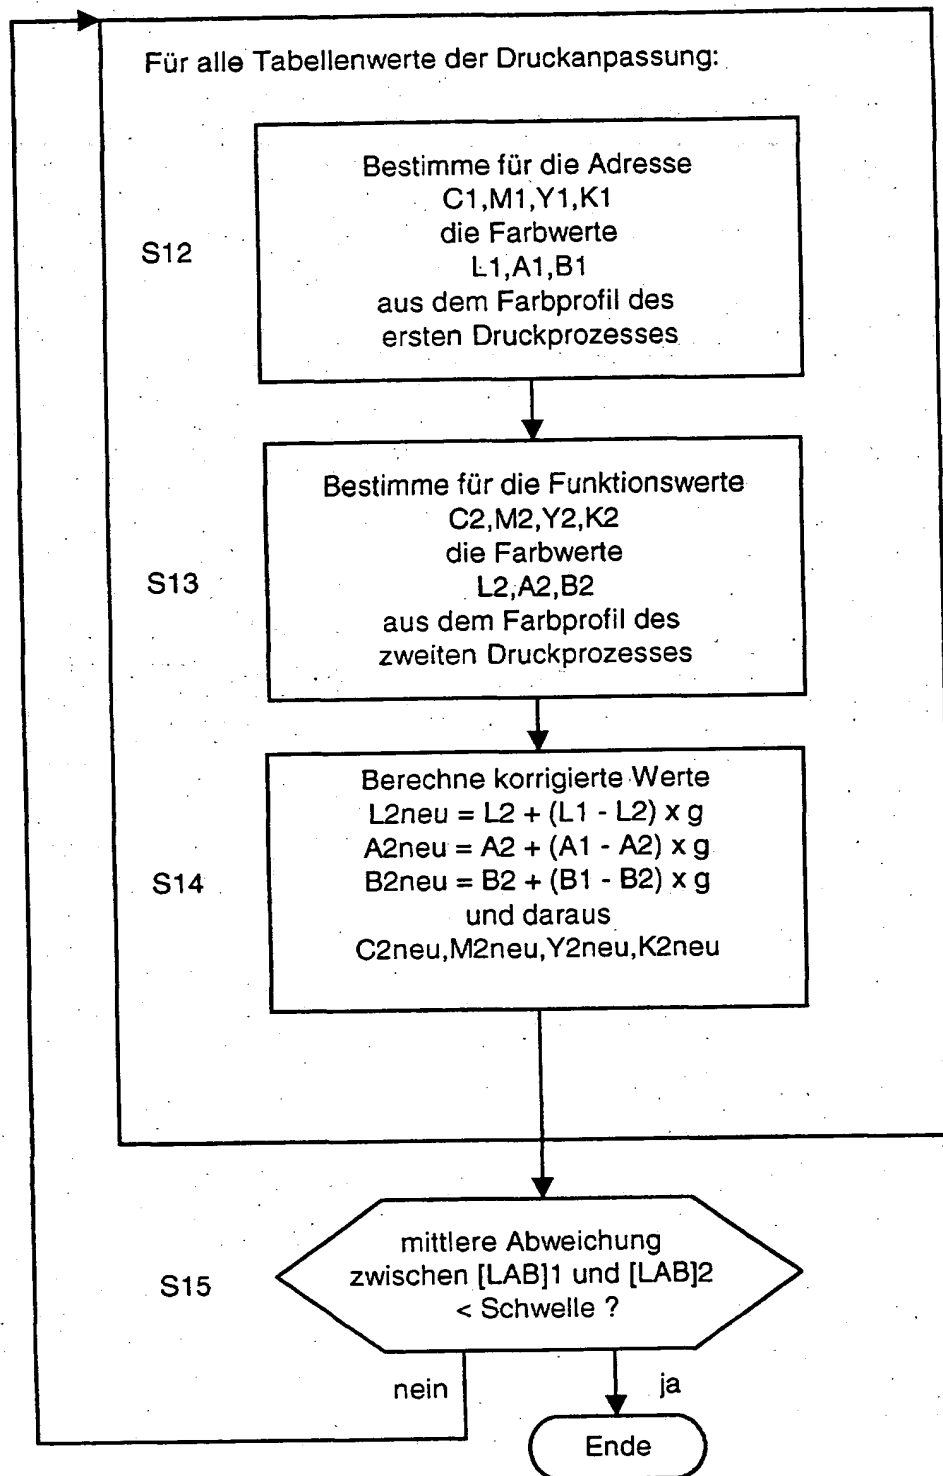 Für alle Tabellenwerte der Druckanpassung:
Bestimme für die Adresse
C1,M1,Y1,K1
die Farbwerte
L1,A1,B1
aus dem Farbprofil des
ersten Druckprozesses
S12
Bestimme für die Funktionswerte
C2,M2,Y2,K2
die Farbwerte
L2,A2,B2
aus dem Farbprofil des
zweiten Druckprozesses
S13
Berechne korrigierte Werte
L2neu = L2 + (L1 - L2) x g
A2neu = A2 + (A1 - A2) x g
B2neu = B2 + (B1 - B2) x g
und daraus
C2neu,M2neu,Y2neu,K2neu
S14
mittlere Abweichung
zwischen [LAB]1 und [LAB]2
< Schwelle ?
S15
nein
ja
Ende